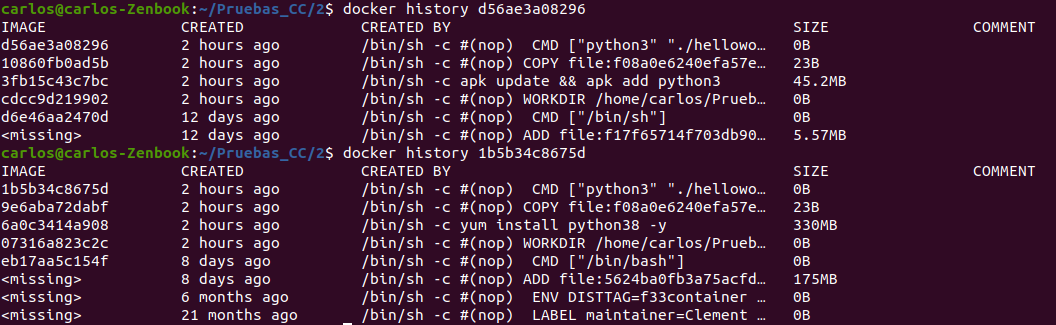 carlos@carlos-Zenbook:~/Pruebas_CC/2$ docker history d56ae3a08296
IMAGE CREATED CREATED BY SIZE COMMENT
d56ae3a08296 2 hours ago /bin/sh -c #(nop) CMD ["python3" "./hellowo… 0B
10860fb0ad5b 2 hours ago /bin/sh -c #(nop) COPY file:f08a0e6240efa57e… 23B
3fb15c43c7bc 2 hours ago /bin/sh -c apk update && apk add python3 45.2MB
cdcc9d219902 2 hours ago /bin/sh -c #(nop) WORKDIR /home/carlos/Prueb… 0B
d6e46aa2470d 12 days ago /bin/sh -c #(nop) CMD ["/bin/sh"] 0B
<missing> 12 days ago /bin/sh -c #(nop) ADD file:f17f65714f703db90… 5.57MB
carlos@carlos-Zenbook:~/Pruebas_CC/2$ docker history 1b5b34c8675d
IMAGE CREATED CREATED BY SIZE COMMENT
1b5b34c8675d 2 hours ago /bin/sh -c #(nop) CMD ["python3" "./hellowo… 0B
9e6aba72dabf 2 hours ago /bin/sh -c #(nop) COPY file:f08a0e6240efa57e… 23B
6a0c3414a908 2 hours ago /bin/sh -c yum install python38 -y 330MB
07316a823c2c 2 hours ago /bin/sh -c #(nop) WORKDIR /home/carlos/Prueb… 0B
eb17aa5c154f 8 days ago /bin/sh -c #(nop) CMD ["/bin/bash"] 0B
<missing> 8 days ago /bin/sh -c #(nop) ADD file:5624ba0fb3a75acfd… 175MB
<missing> 6 months ago /bin/sh -c #(nop) ENV DISTTAG=f33container … 0B
<missing> 21 months ago /bin/sh -c #(nop) LABEL maintainer=Clement … 0B